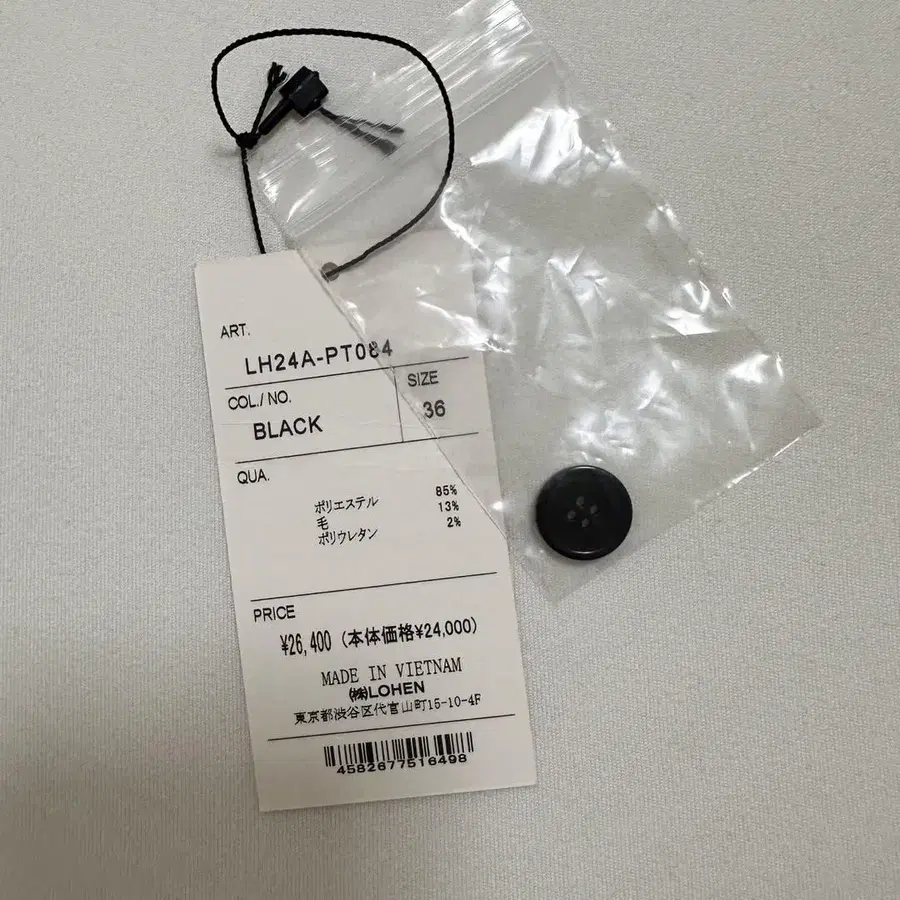 ART.
LH24A-PT084
COL./NO.
BLACK
SIZE
36
QUA.
ポリエステル 85%
毛 13%
ポリウレタン 2%
PRICE
¥26,400 (本体価格¥24,000)
MADE IN VIETNAM
㈱LOHEN
東京都渋谷区代官山町15-10-4F
4582677516498